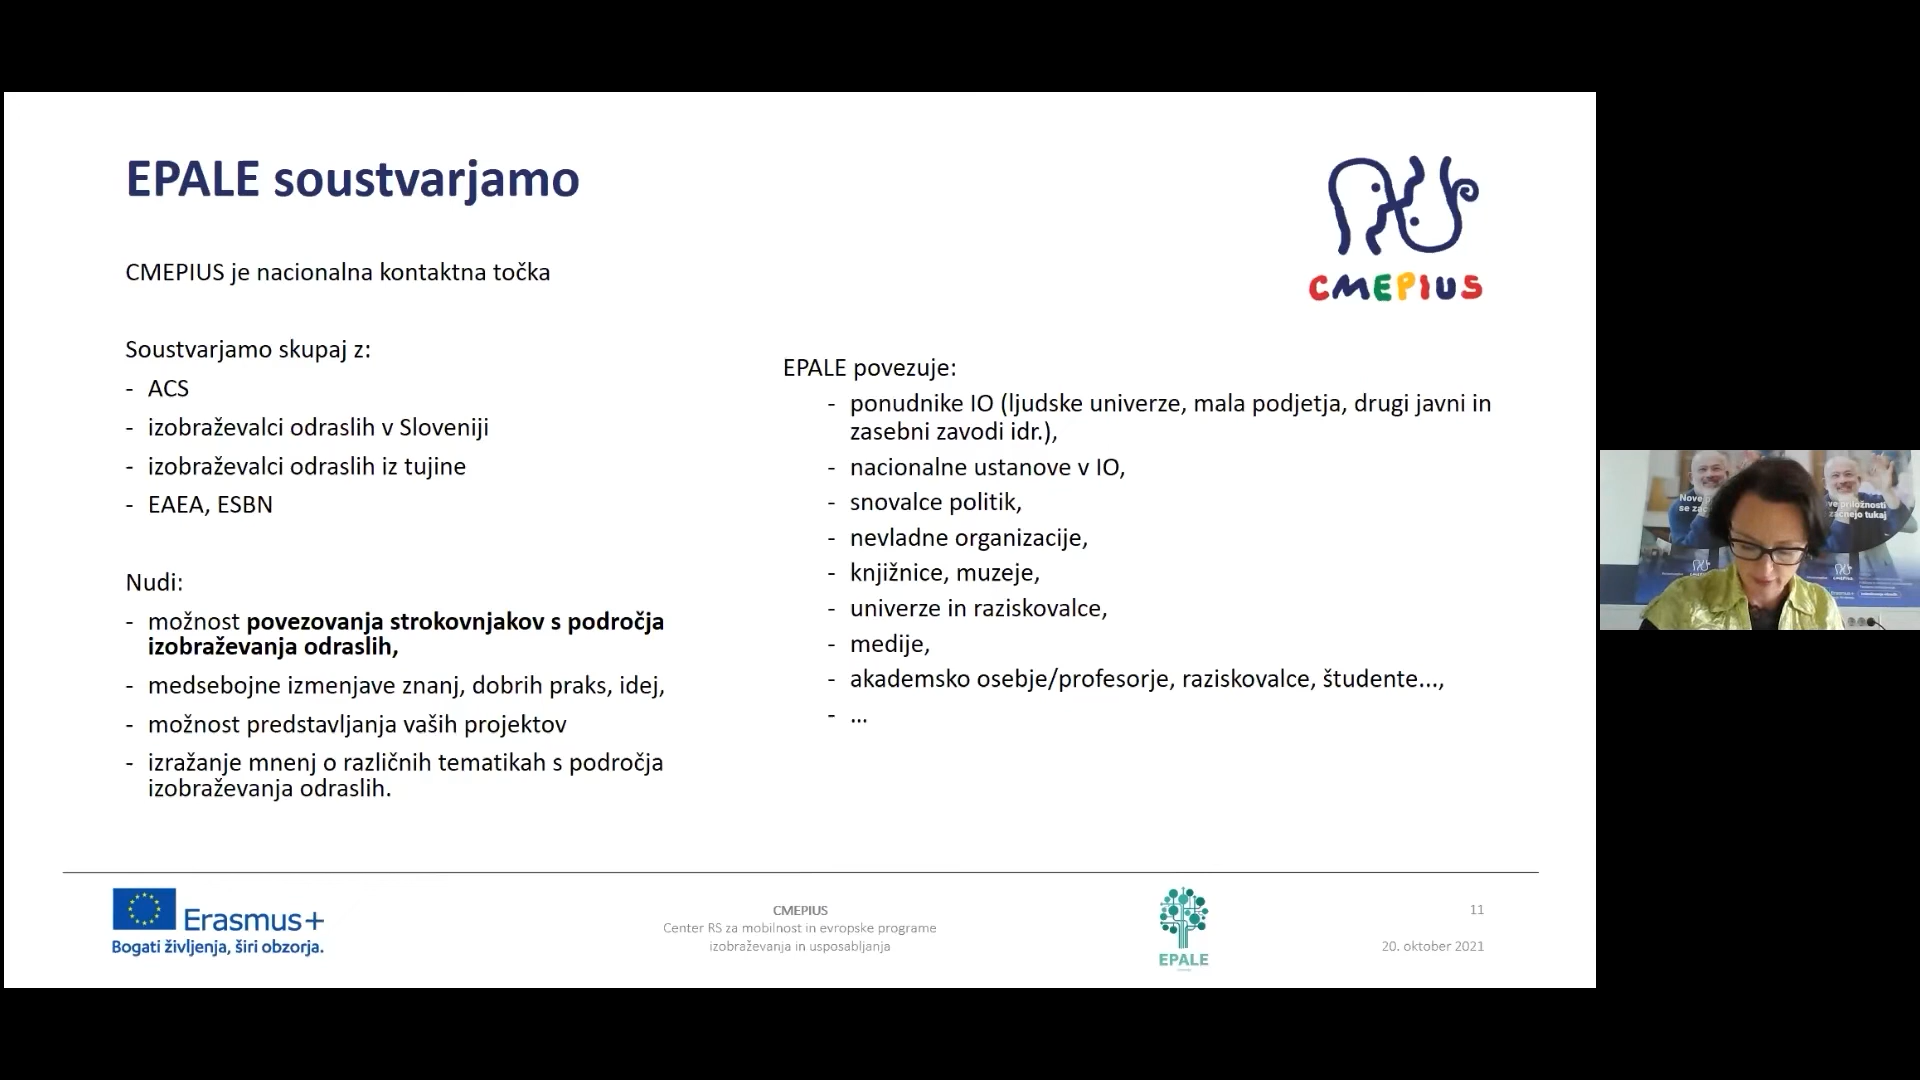 EPALE soustvarjamo
CMEPIUS
CMEPIUS je nacionalna kontaktna točka
Soustvarjamo skupaj z:
- ACS
- izobraževalci odraslih v Sloveniji
- izobraževalci odraslih iz tujine
- EAEA, ESBN
Nudi:
- možnost povezovanja strokovnjakov s področja
izobraževanja odraslih,
- medsebojne izmenjave znanj, dobrih praks, idej,
- možnost predstavljanja vaših projektov
- izražanje mnenj o različnih tematikah s področja
izobraževanja odraslih.
EPALE povezuje:
- ponudnike IO (ljudske univerze, mala podjetja, drugi javni in
zasebni zavodi idr.),
- nacionalne ustanove v IO,
- snovalce politik,
- nevladne organizacije,
- knjižnice, muzeje,
- univerze in raziskovalce,
- medije,
- akademsko osebje/profesorje, raziskovalce, študente...,
- ...
Erasmus+
Bogati življenja, širi obzorja.
CMEPIUS
Center RS za mobilnost in evropske programe
izobraževanja in usposabljanja
EPALE
11
20. oktober 2021